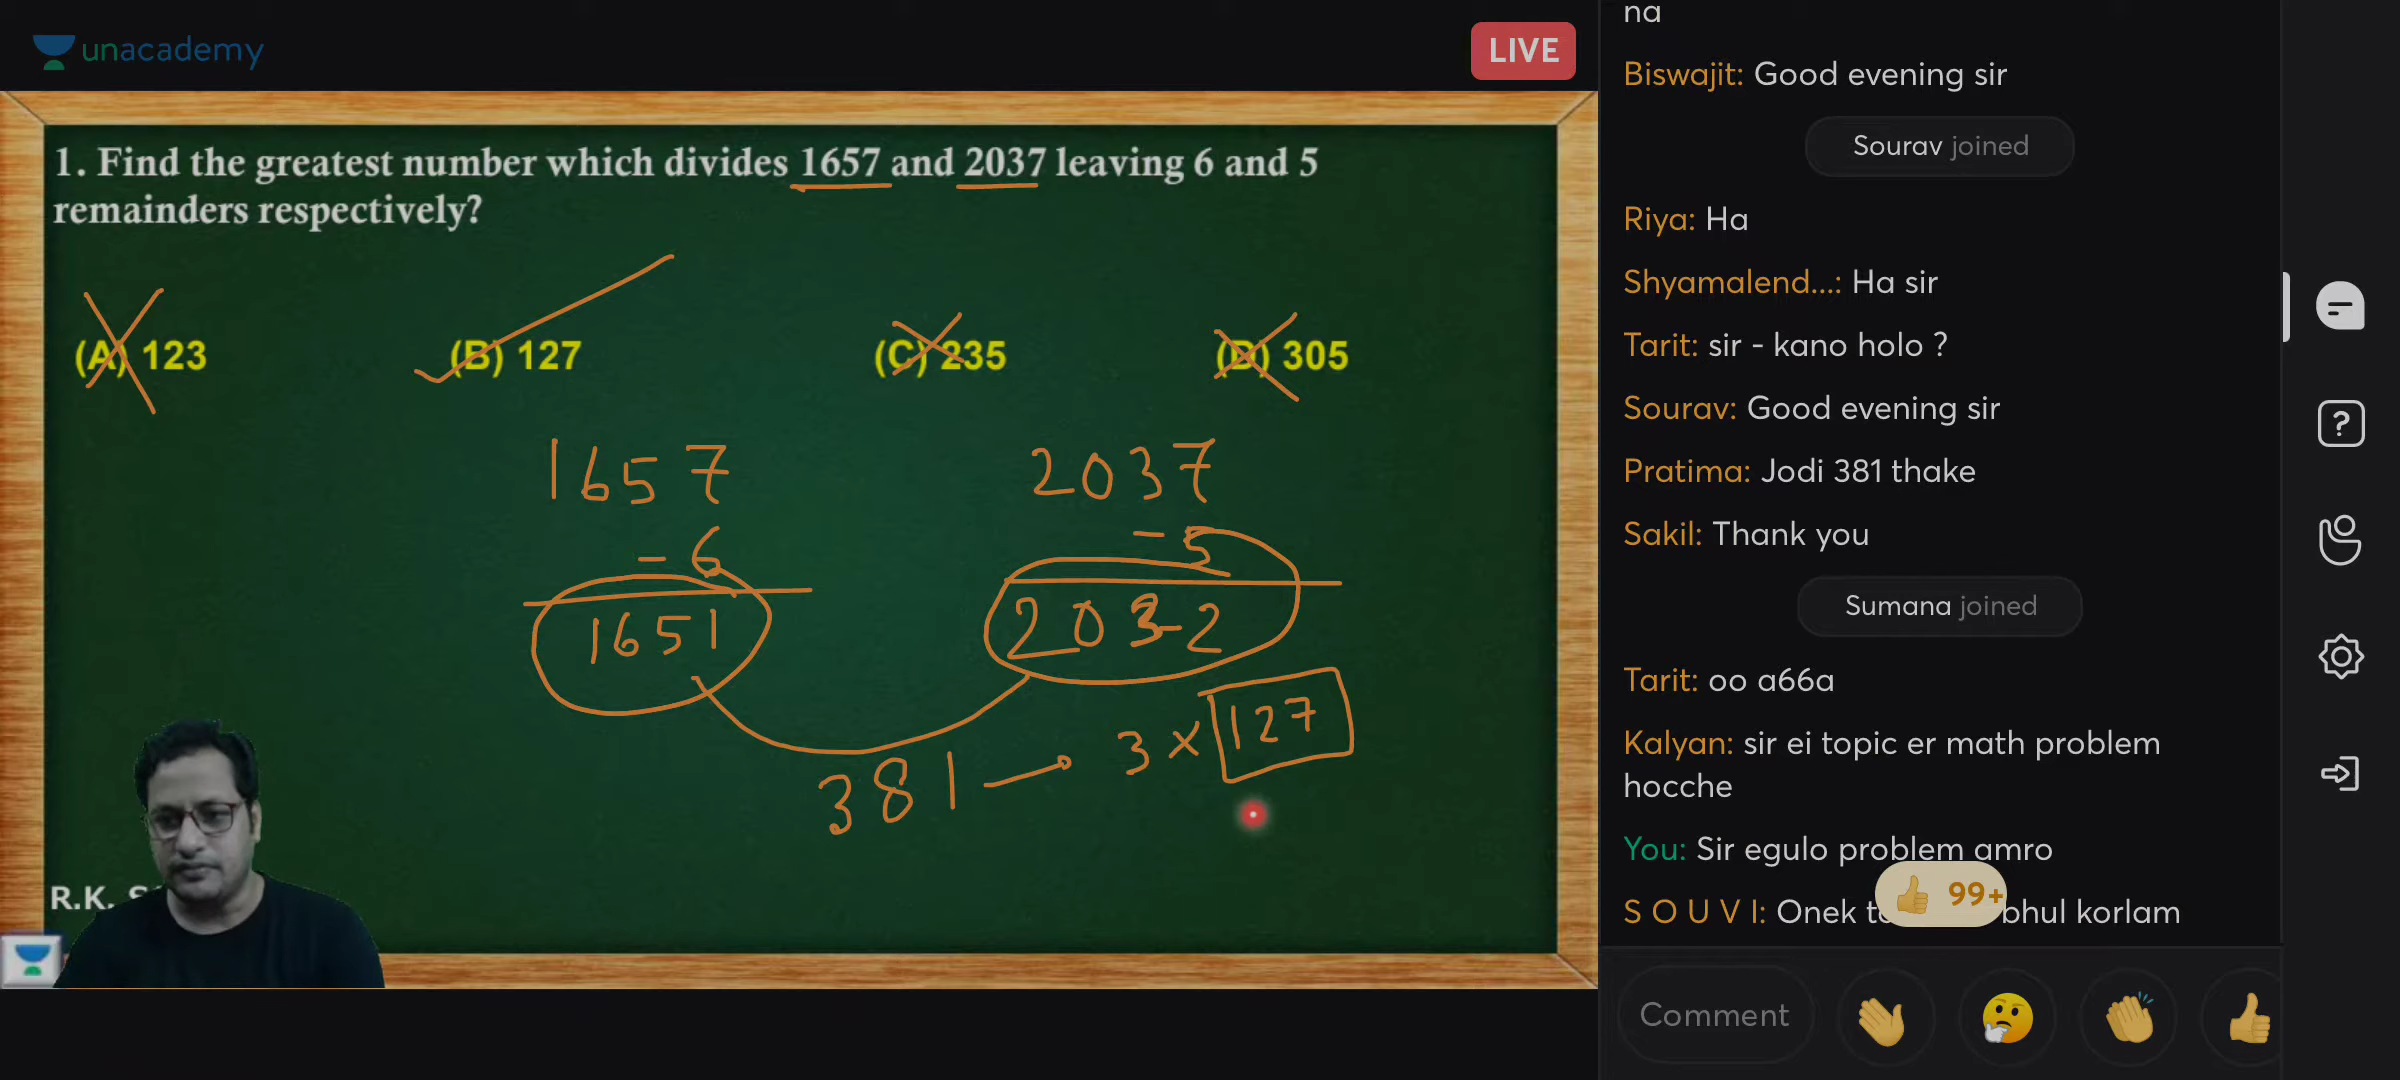 unacademy
LIVE
1. Find the greatest number which divides 1657 and 2037 leaving 6 and 5
remainders respectively?
(A) 123
(B) 127
(C) 235
(D) 305
1657
2037
- 6
- 5
1651
2032
381
3 × 127
R.K.
na
Biswajit: Good evening sir
Sourav joined
Riya: Ha
Shyamalend...: Ha sir
Tarit: sir - kano holo ?
Sourav: Good evening sir
Pratima: Jodi 381 thake
Sakil: Thank you
Sumana joined
Tarit: oo a66a
Kalyan: sir ei topic er math problem
hocche
You: Sir egulo problem amro
99+
S O U V I: Onek bhul korlam
Comment
?